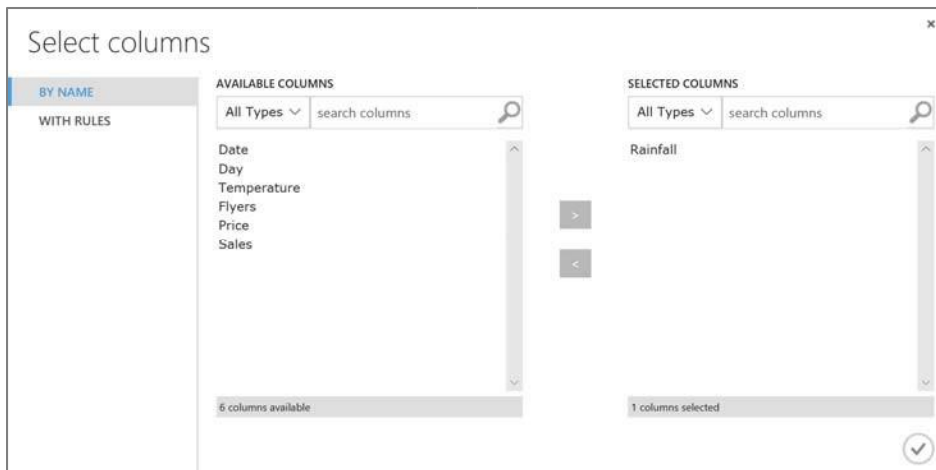 Select columns
×
BY NAME
WITH RULES
AVAILABLE COLUMNS
All Types search columns
Date
Day
Temperature
Flyers
Price
Sales
6 columns available
>
<
SELECTED COLUMNS
All Types search columns
Rainfall
1 columns selected